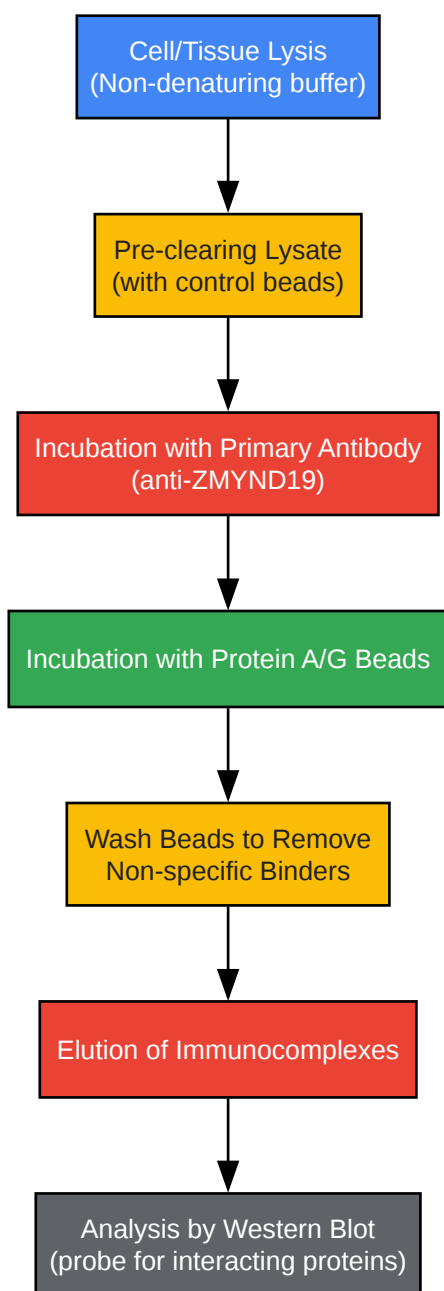 Cell/Tissue Lysis
(Non-denaturing buffer)
Pre-clearing Lysate
(with control beads)
Incubation with Primary Antibody
(anti-ZMYND19)
Incubation with Protein A/G Beads
Wash Beads to Remove
Non-specific Binders
Elution of Immunocomplexes
Analysis by Western Blot
(probe for interacting proteins)